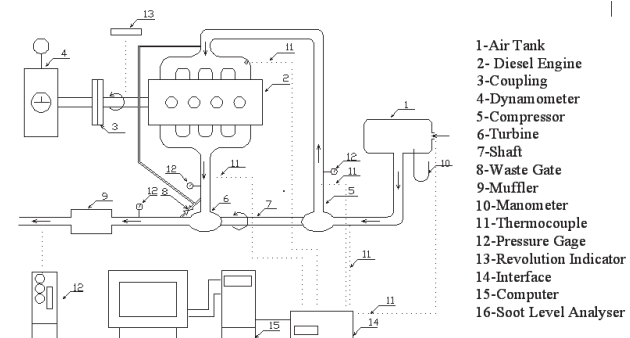 13
4
11
2
3
1
12
12
10
11
11
9
12
8
6
7
5
11
12
11
15
14
1-Air Tank
2- Diesel Engine
3-Coupling
4-Dynamometer
5-Compressor
6-Turbine
7-Shaft
8-Waste Gate
9-Muffler
10-Manometer
11-Thermocouple
12-Pressure Gage
13-Revolution Indicator
14-Interface
15-Computer
16-Soot Level Analyser